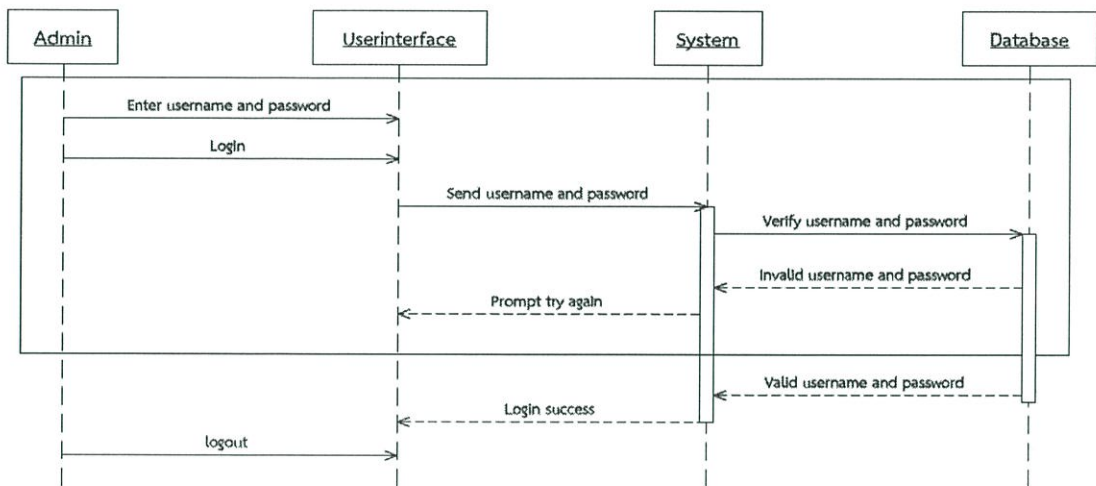 Admin
Userinterface
System
Database
Enter username and password
Login
Send username and password
Verify username and password
Invalid username and password
Prompt try again
Valid username and password
Login success
logout